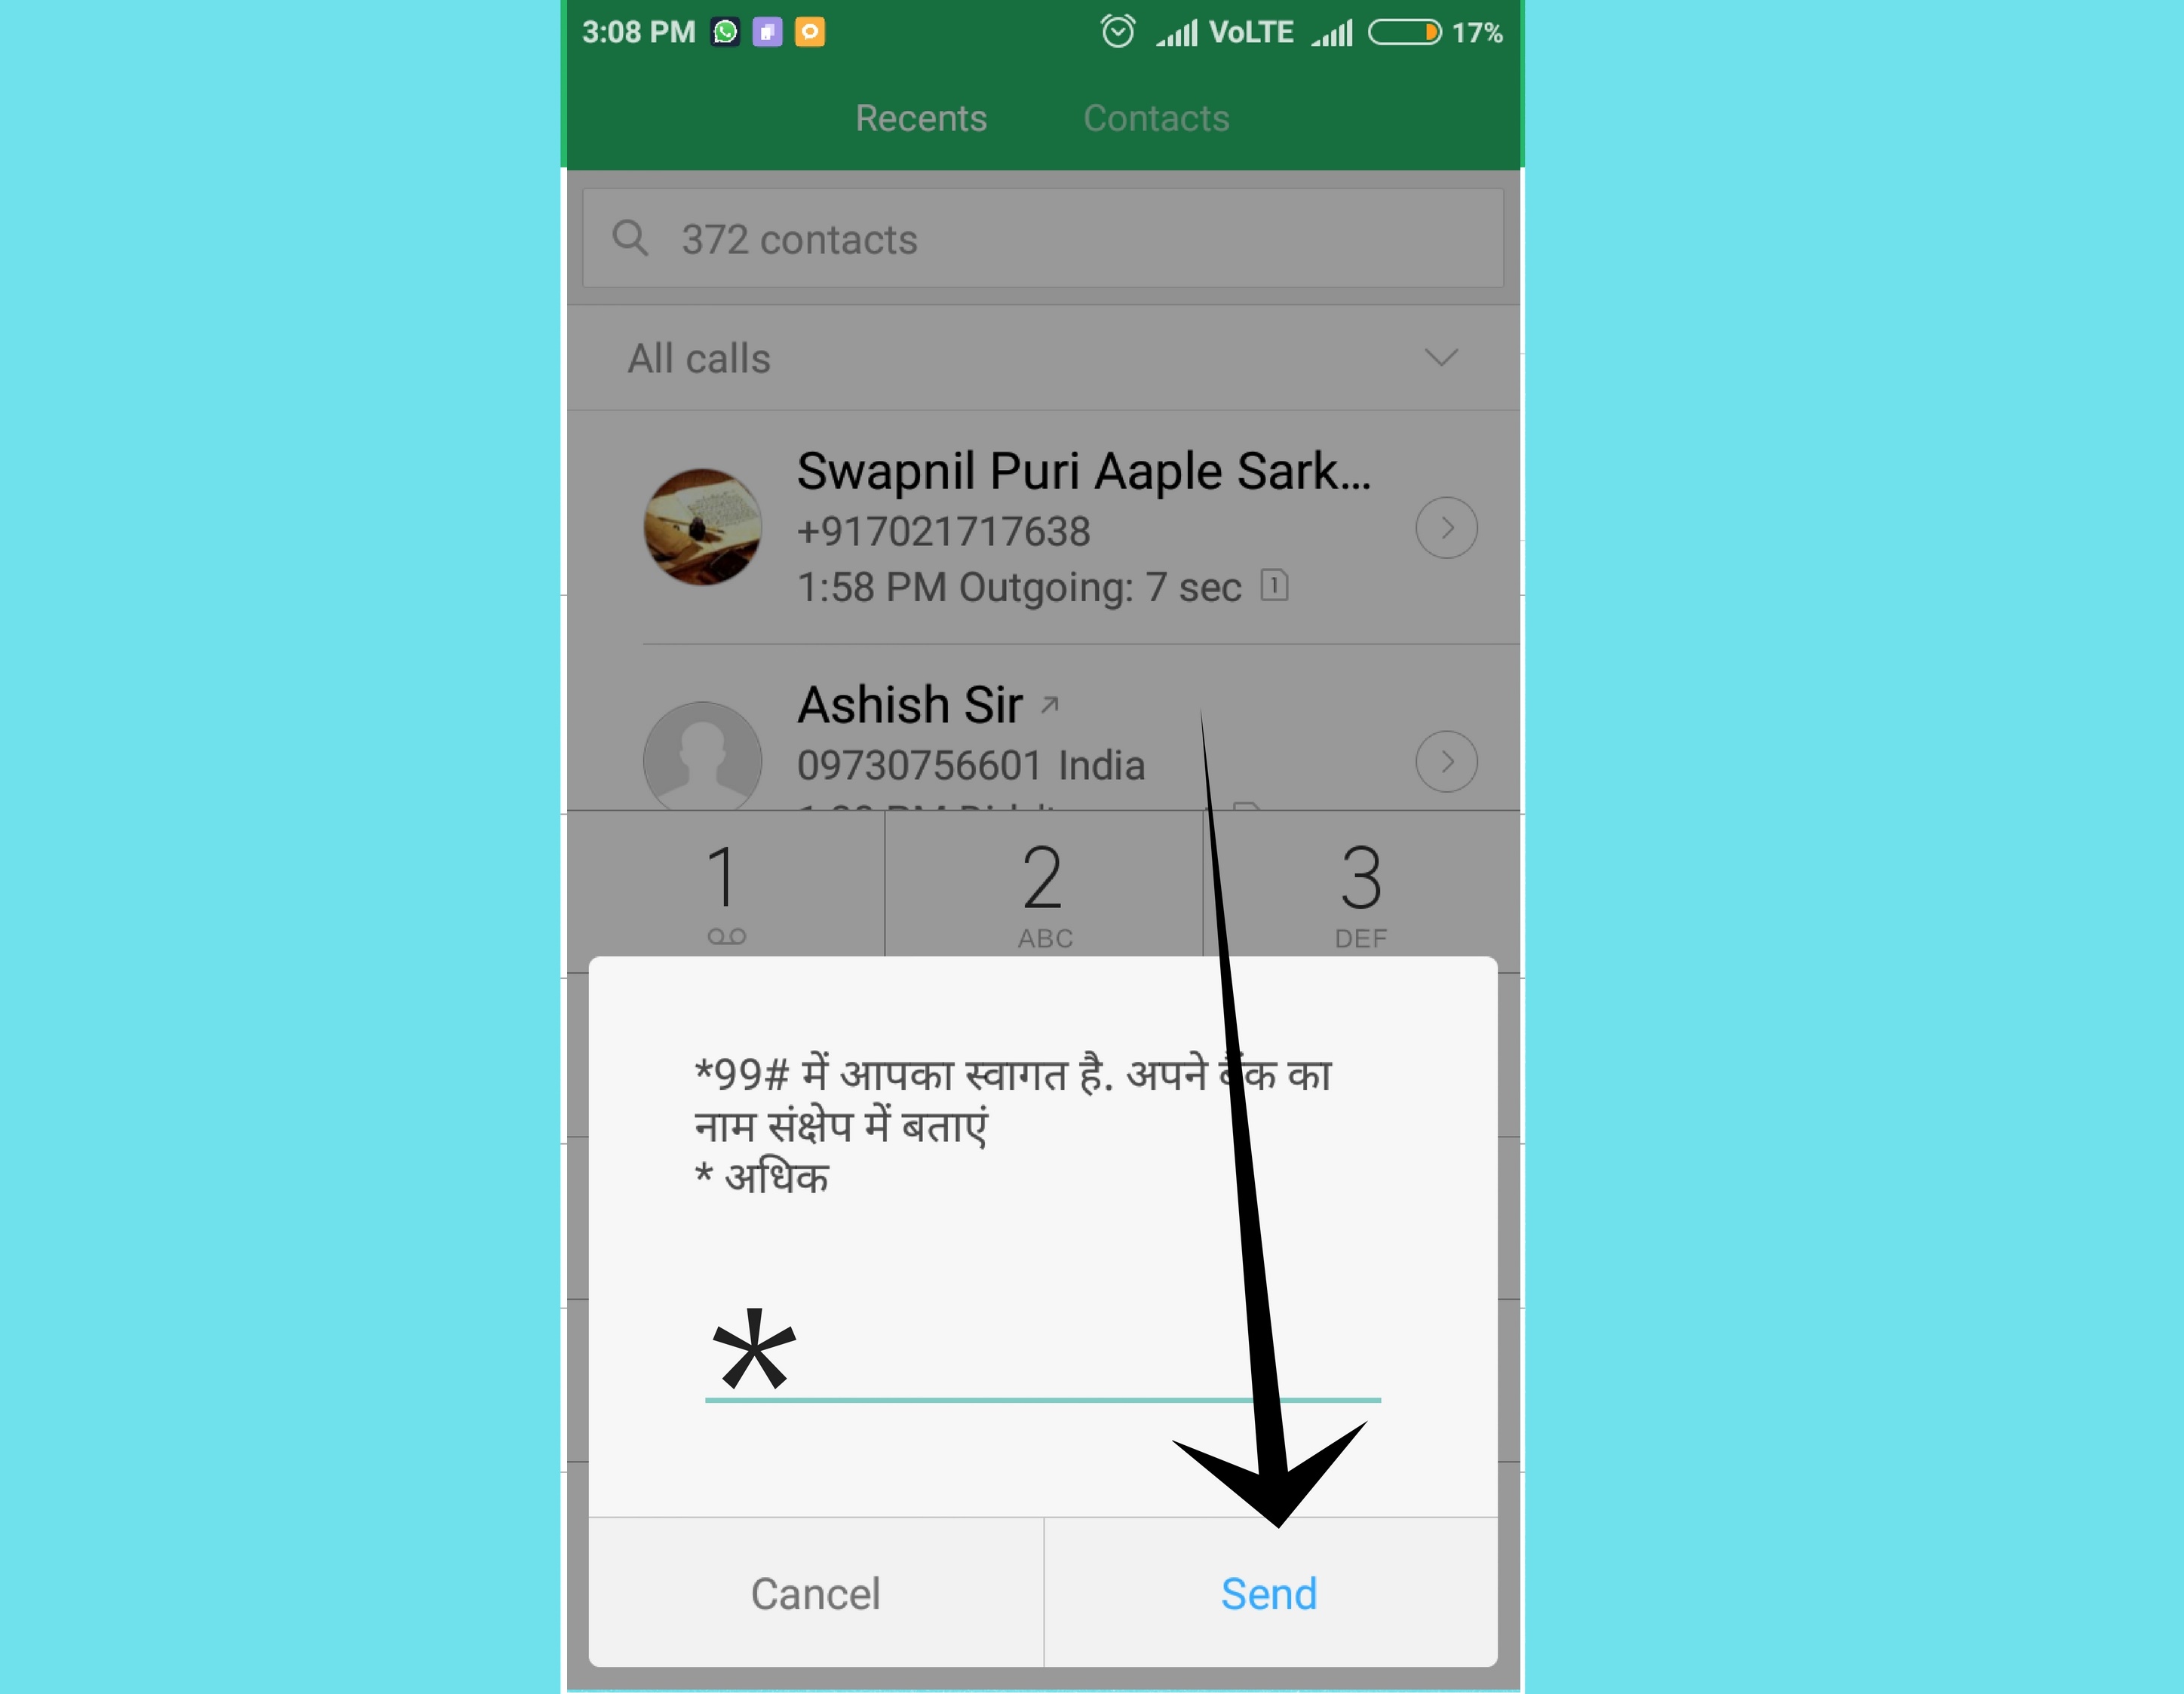 3:08 PM VoLTE 17%
Recents Contacts
372 contacts
All calls
Swapnil Puri Aaple Sark...
+917021717638
1:58 PM Outgoing: 7 sec 1
Ashish Sir
09730756601 India
1 2 3
ABC DEF
*99# में आपका स्वागत है. अपने बैंक का
नाम संक्षेप में बताएं
* अधिक
*
Cancel Send